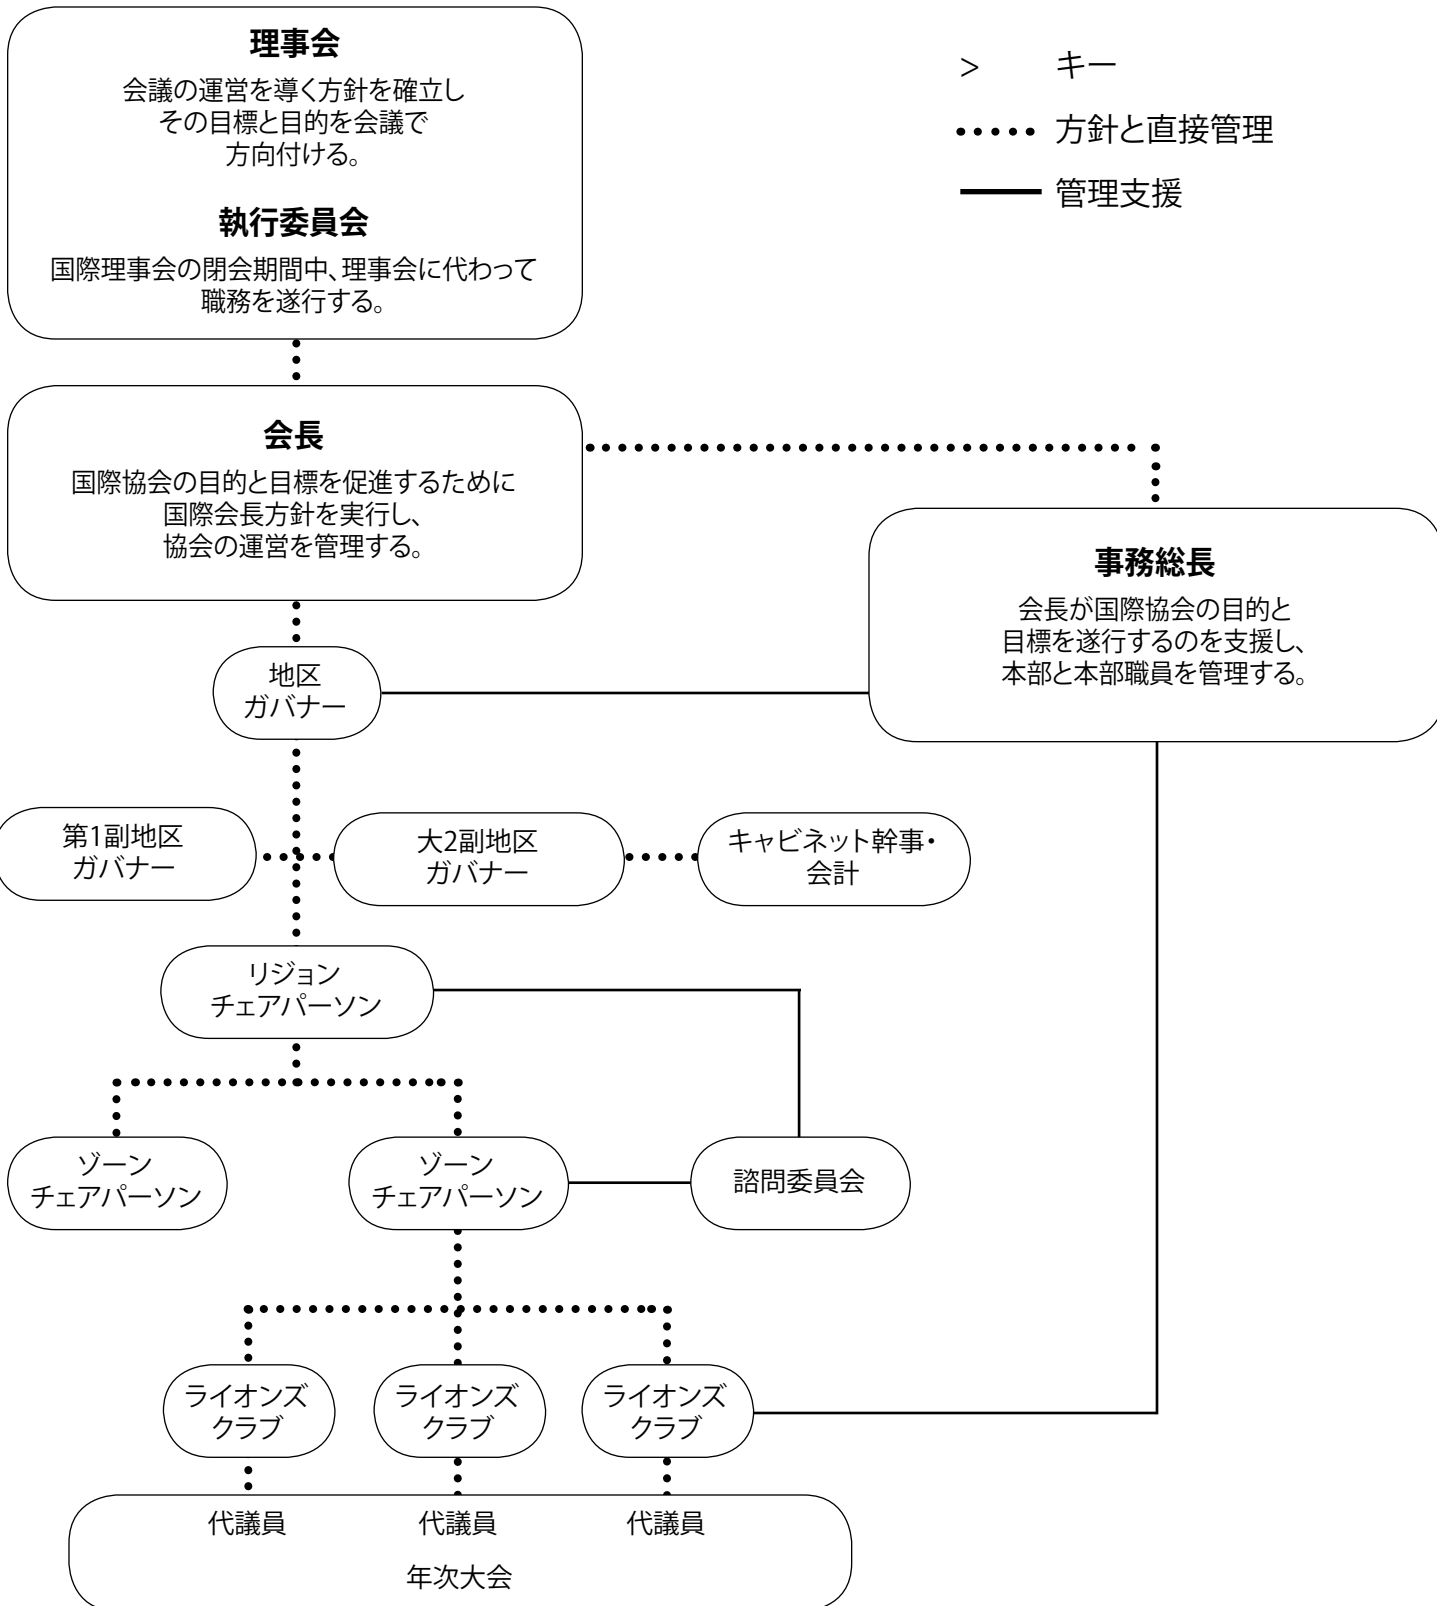 理事会
会議の運営を導く方針を確立し
その目標と目的を会議で
方向付ける。
執行委員会
国際理事会の閉会期間中、理事会に代わって
職務を遂行する。
> キー
方針と直接管理
管理支援
会長
国際協会の目的と目標を促進するために
国際会長方針を実行し、
協会の運営を管理する。
事務総長
会長が国際協会の目的と
目標を遂行するのを支援し、
本部と本部職員を管理する。
地区
ガバナー
第1副地区
ガバナー
大2副地区
ガバナー
キャビネット幹事・
会計
リジョン
チェアパーソン
ゾーン
チェアパーソン
ゾーン
チェアパーソン
諮問委員会
ライオンズ
クラブ
ライオンズ
クラブ
ライオンズ
クラブ
代議員
代議員
代議員
年次大会